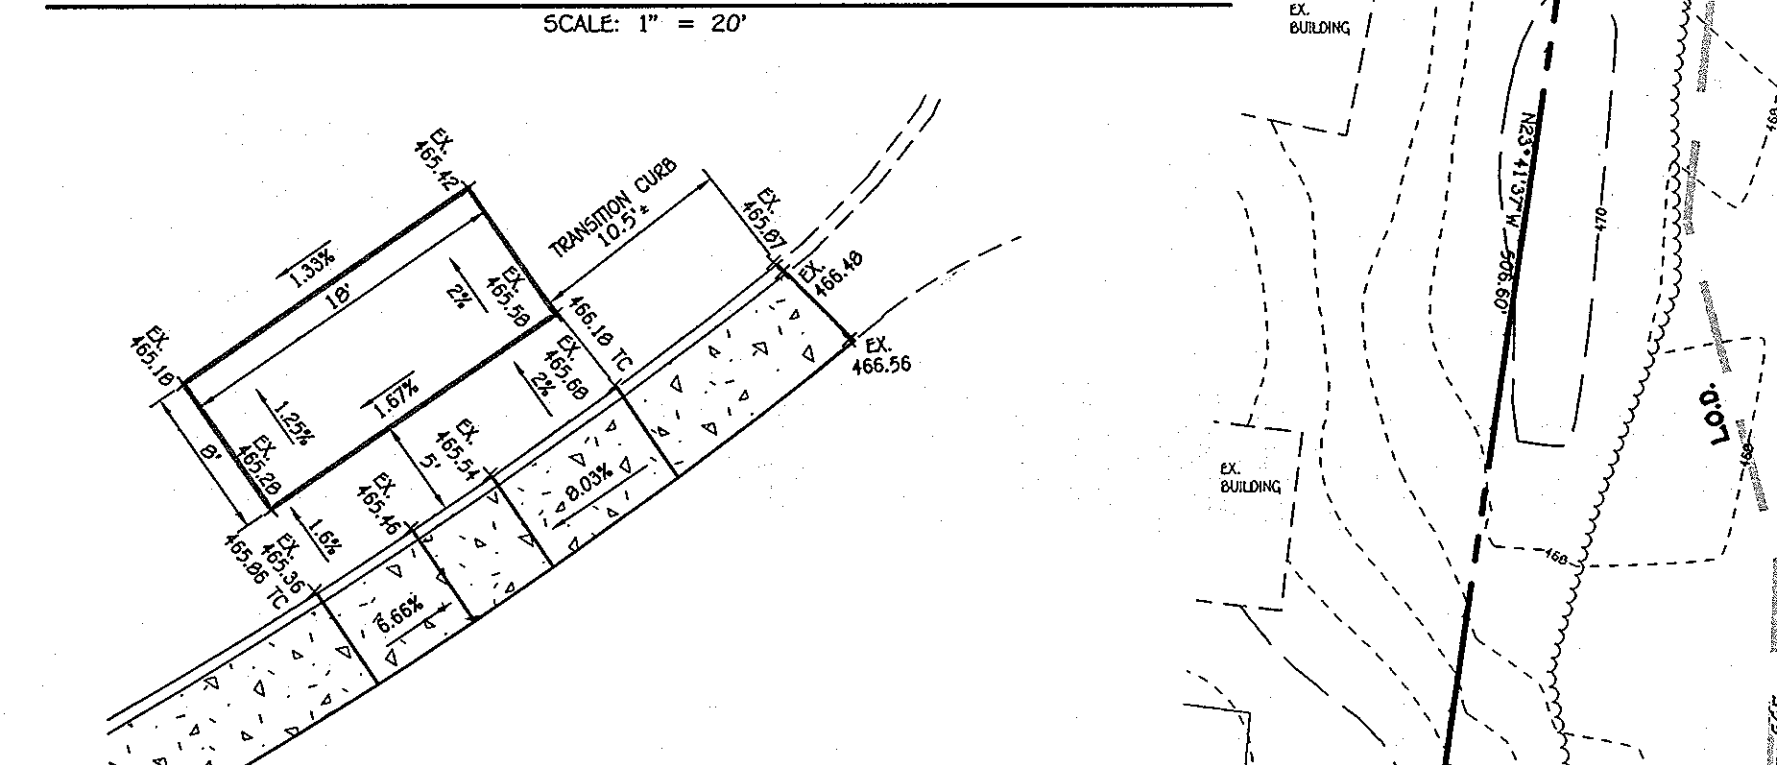 SCALE: 1" = 20'
EX.
465.42
TRANSITION CURB
10.5'±
EX.
465.87
EX.
466.48
EX.
466.56
1.33%
18'
2%
EX.
465.58
466.18 TC
EX.
465.68
2%
EX.
465.18
1.25%
1.67%
8'
EX.
465.28
5'
EX.
465.54
EX.
465.46
1.6%
EX.
465.36
465.86 TC
8.03%
6.66%
EX.
BUILDING
N23°41'37"W 506.60'
470
468
L.O.D.
468
EX.
BUILDING
468